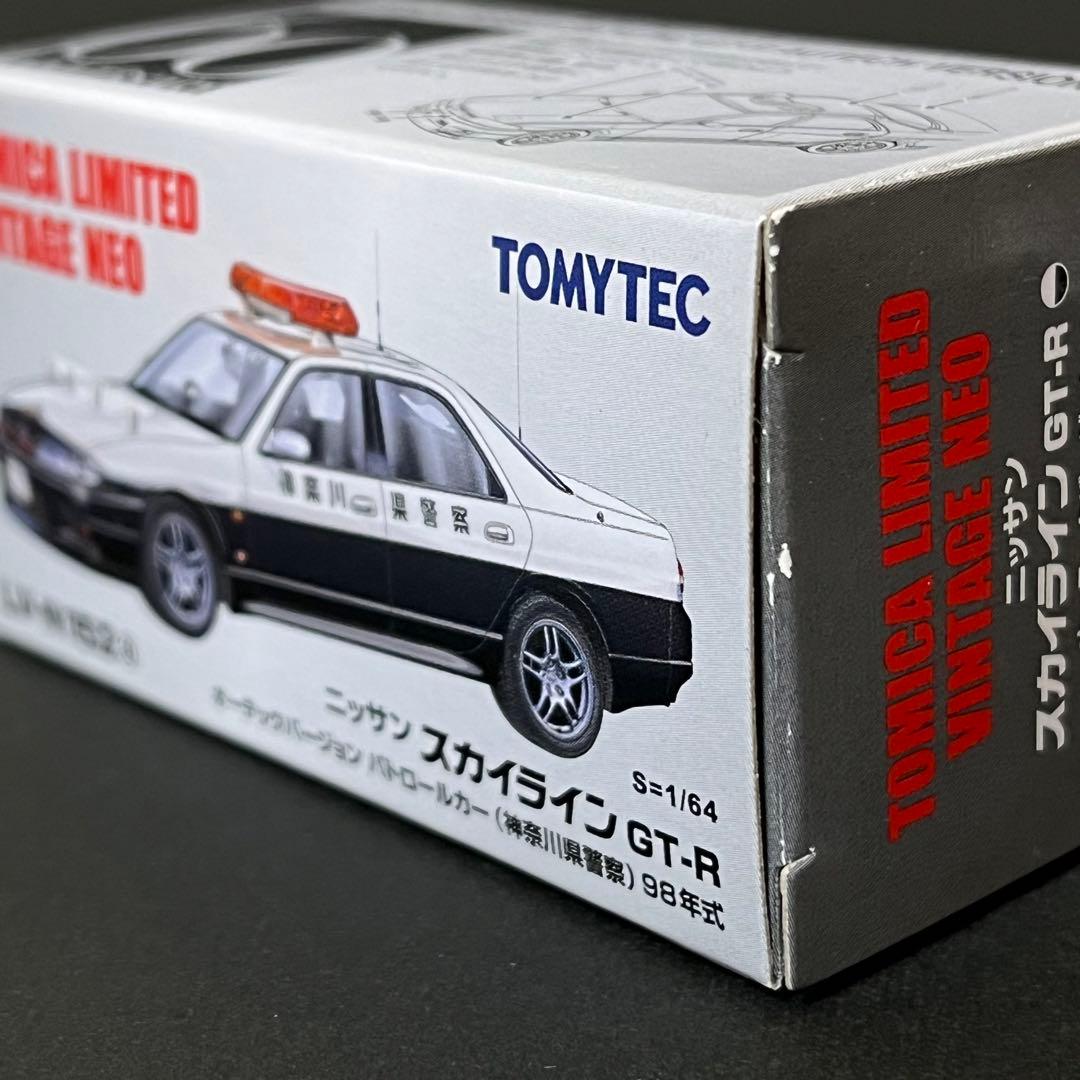 MICA LIMITED
TAGE NEO
TOMYTEC
神奈川県警察
LV-N152a
ニッサン スカイライン GT-R
オーテックバージョン パトロールカー (神奈川県警察) 98年式
S=1/64
TOMICA LIMITED
VINTAGE NEO
ニッサン
スカイライン GT-R